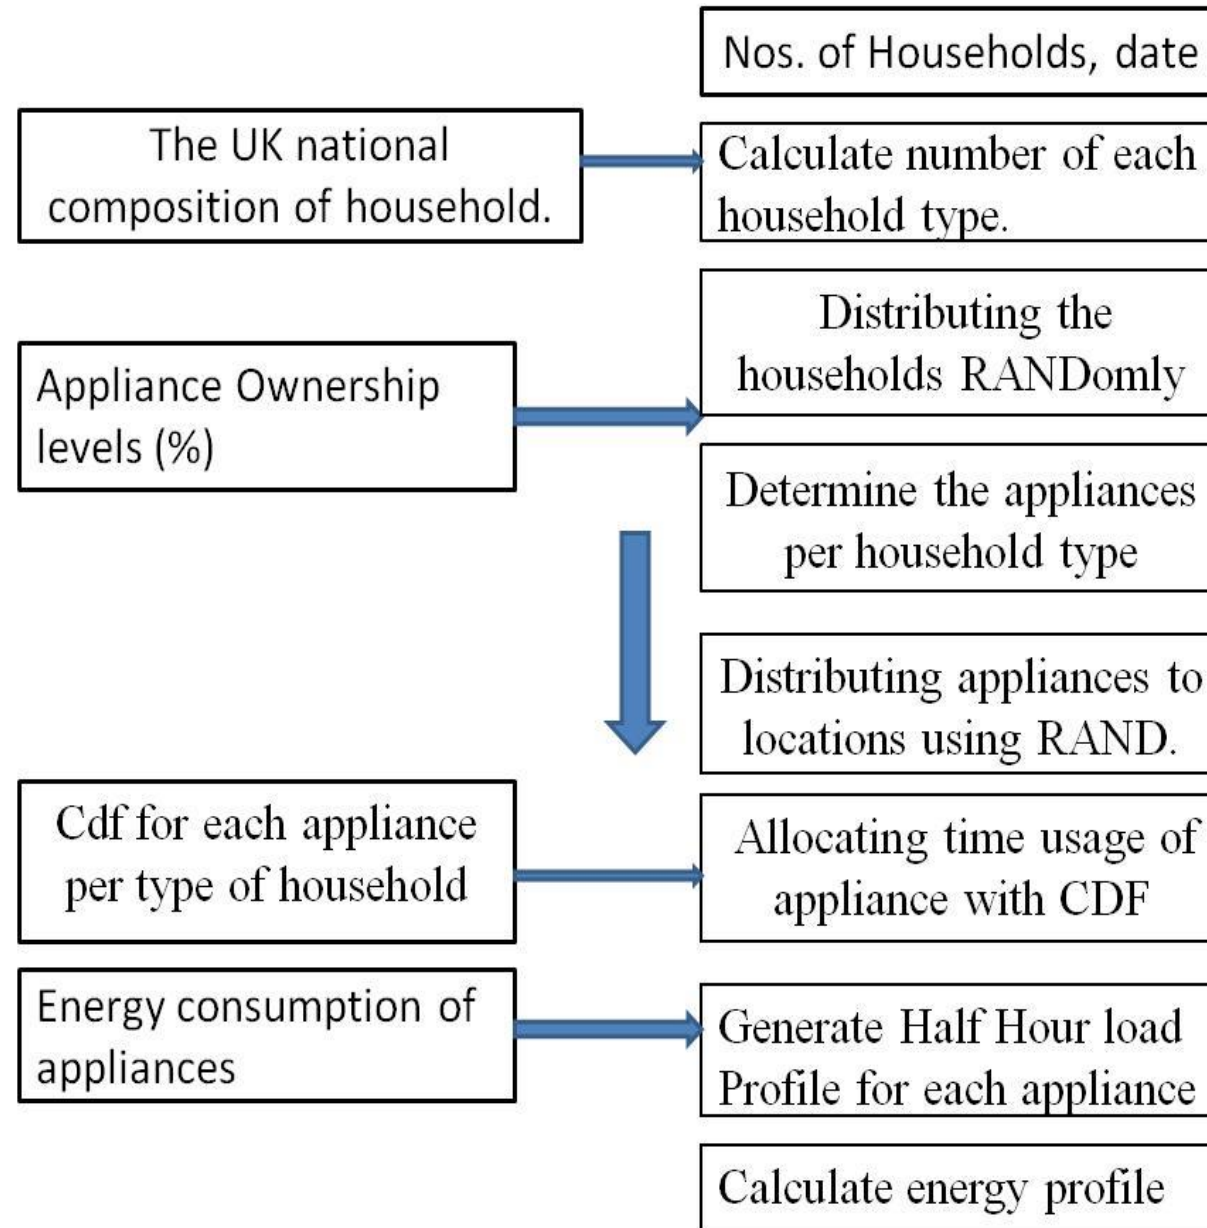 Nos. of Households, date
The UK national
composition of household.
Calculate number of each
household type.
Distributing the
households RANDomly
Appliance Ownership
levels (%)
Determine the appliances
per household type
Distributing appliances to
locations using RAND.
Cdf for each appliance
per type of household
Allocating time usage of
appliance with CDF
Energy consumption of
appliances
Generate Half Hour load
Profile for each appliance
Calculate energy profile